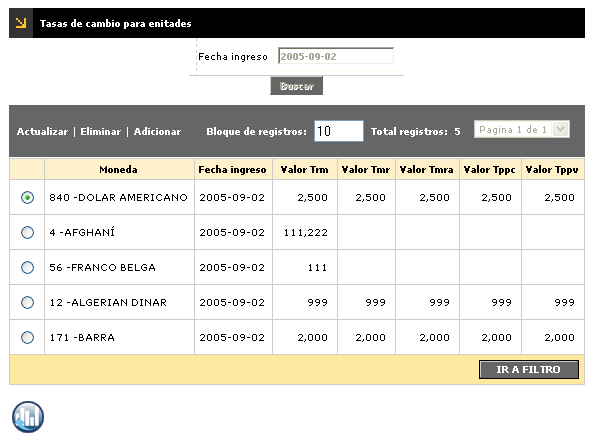 Tasas de cambio para enitades
Fecha ingreso 2005-09-02
Buscar
Actualizar | Eliminar | Adicionar Bloque de registros: 10 Total registros: 5 Pagina 1 de 1
Moneda Fecha ingreso Valor Trm Valor Tmr Valor Tmra Valor Tppc Valor Tppv
840 -DOLAR AMERICANO 2005-09-02 2,500 2,500 2,500 2,500 2,500
4 -AFGHANÍ 2005-09-02 111,222
56 -FRANCO BELGA 2005-09-02 111
12 -ALGERIAN DINAR 2005-09-02 999 999 999 999 999
171 -BARRA 2005-09-02 2,000 2,000 2,000 2,000 2,000
IR A FILTRO